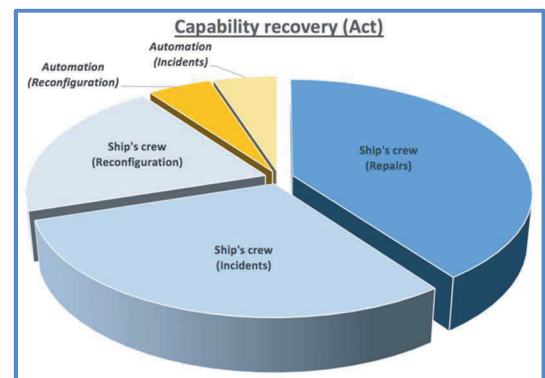 Capability recovery (Act)
Automation
(Incidents)
Automation
(Reconfiguration)
Ship's crew
(Reconfiguration)
Ship's crew
(Repairs)
Ship's crew
(Incidents)